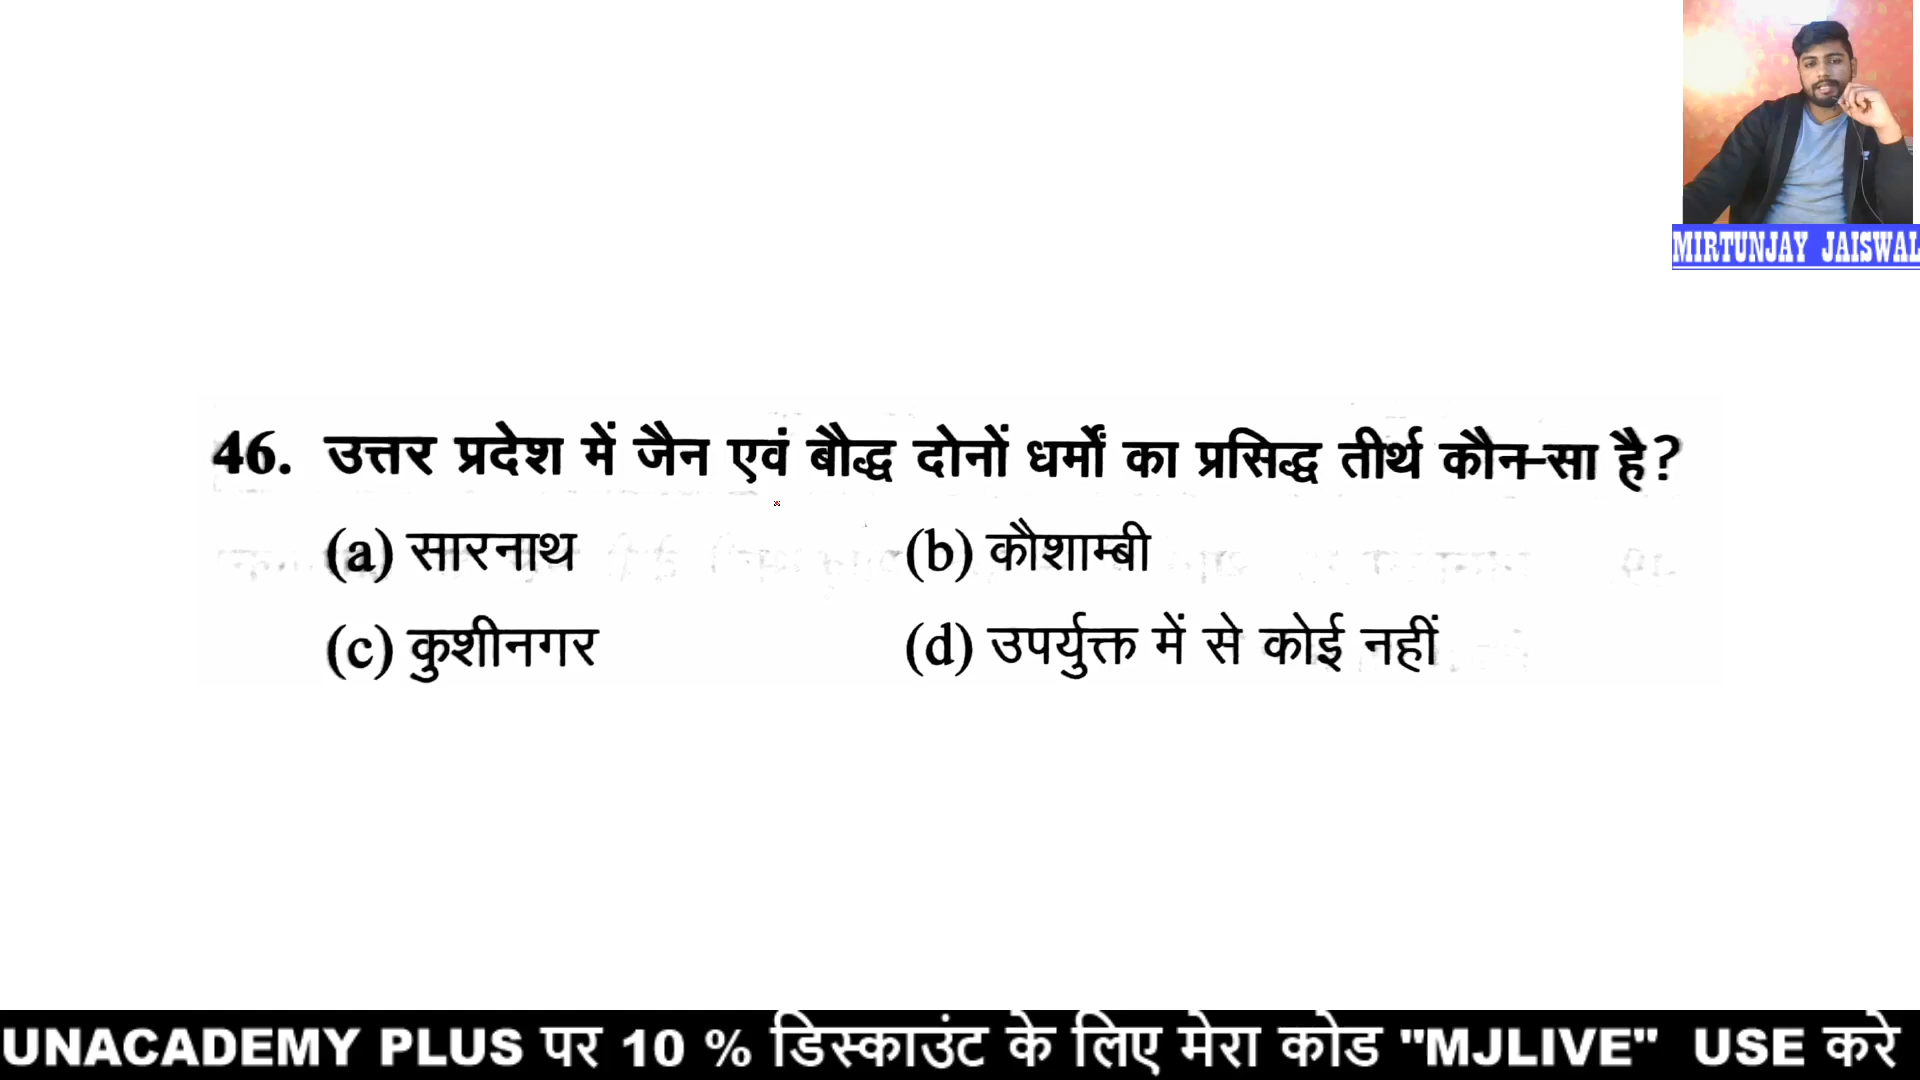 MIRTUNJAY JAISWAL
46. उत्तर प्रदेश में जैन एवं बौद्ध दोनों धर्मों का प्रसिद्ध तीर्थ कौन-सा है?
(a) सारनाथ (b) कौशाम्बी
(c) कुशीनगर (d) उपर्युक्त में से कोई नहीं
UNACADEMY PLUS पर 10 % डिस्काउंट के लिए मेरा कोड "MJLIVE" USE करे